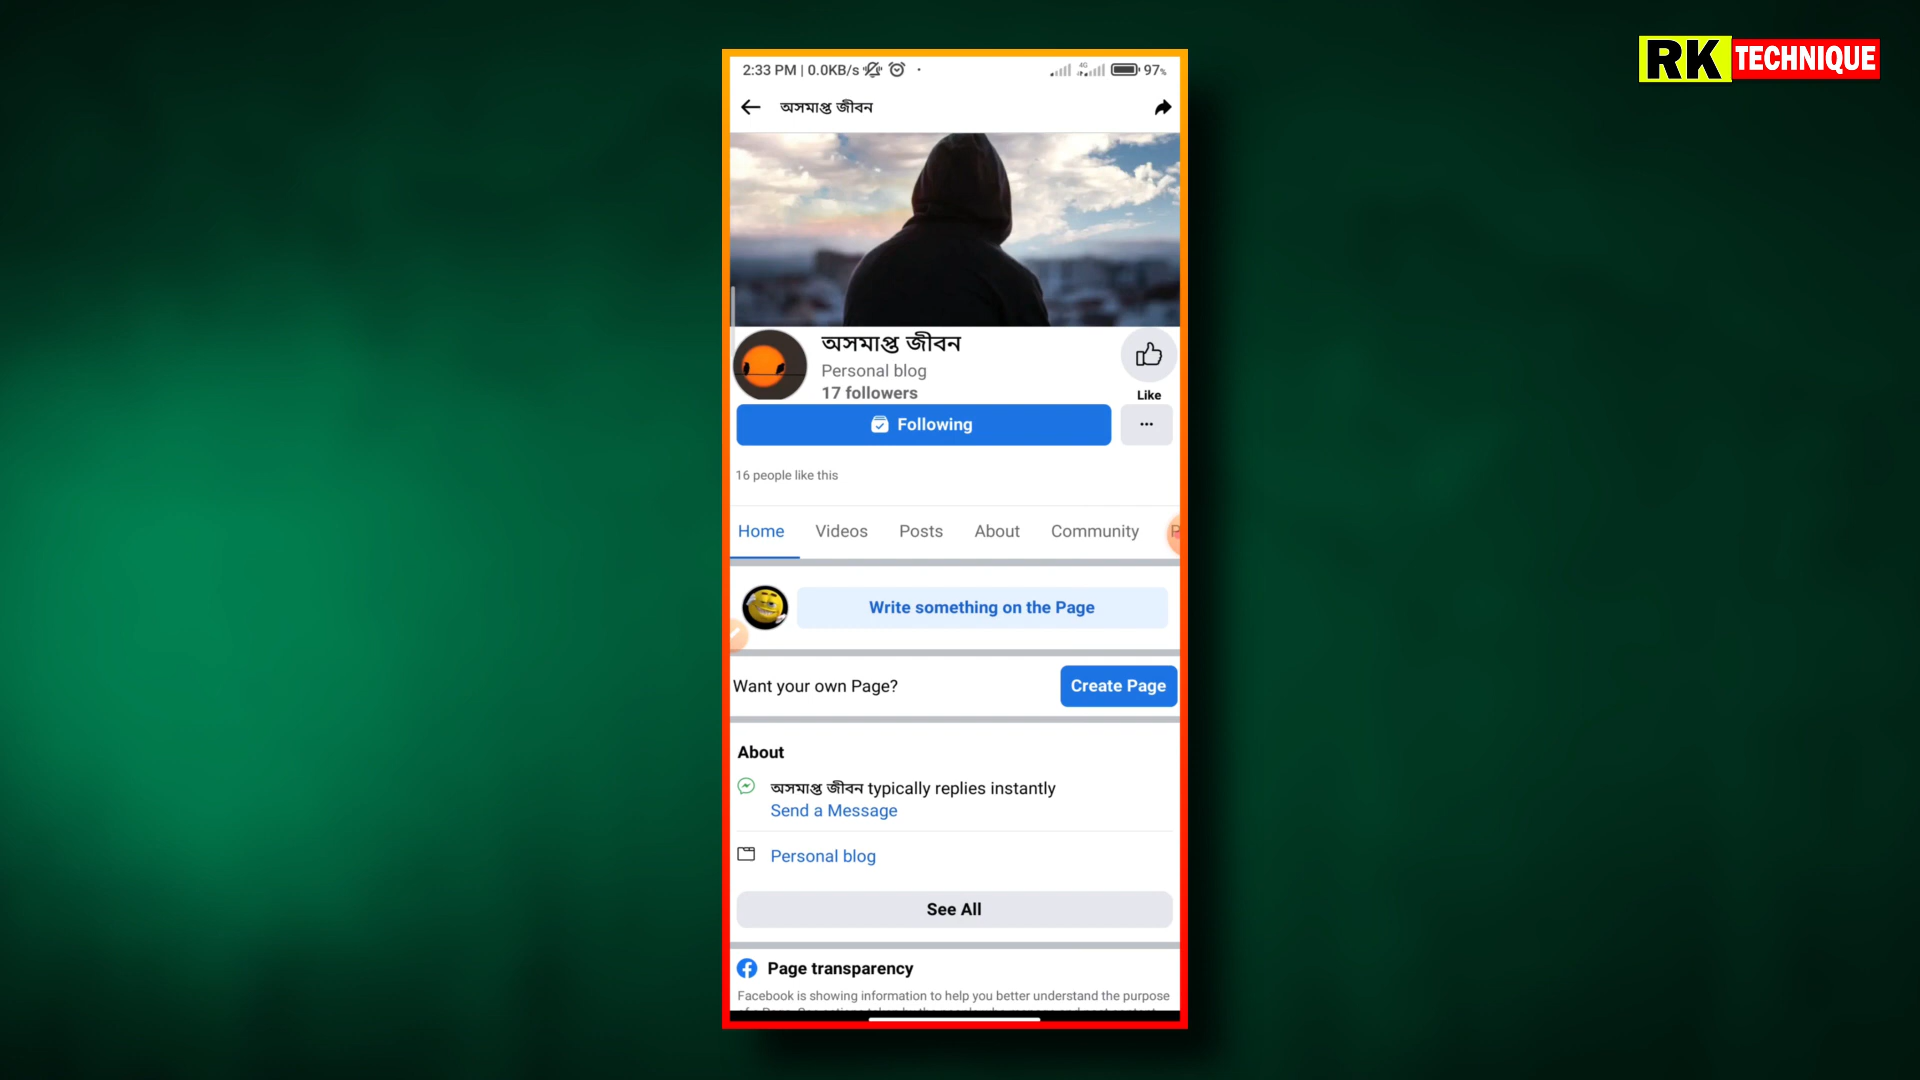 RK TECHNIQUE
2:33 PM | 0.0KB/s
4G
97%
অসমাপ্ত জীবন
অসমাপ্ত জীবন
Personal blog
17 followers
Like
Following
16 people like this
Home Videos Posts About Community
Write something on the Page
Want your own Page? Create Page
About
অসমাপ্ত জীবন typically replies instantly
Send a Message
Personal blog
See All
Page transparency
Facebook is showing information to help you better understand the purpose